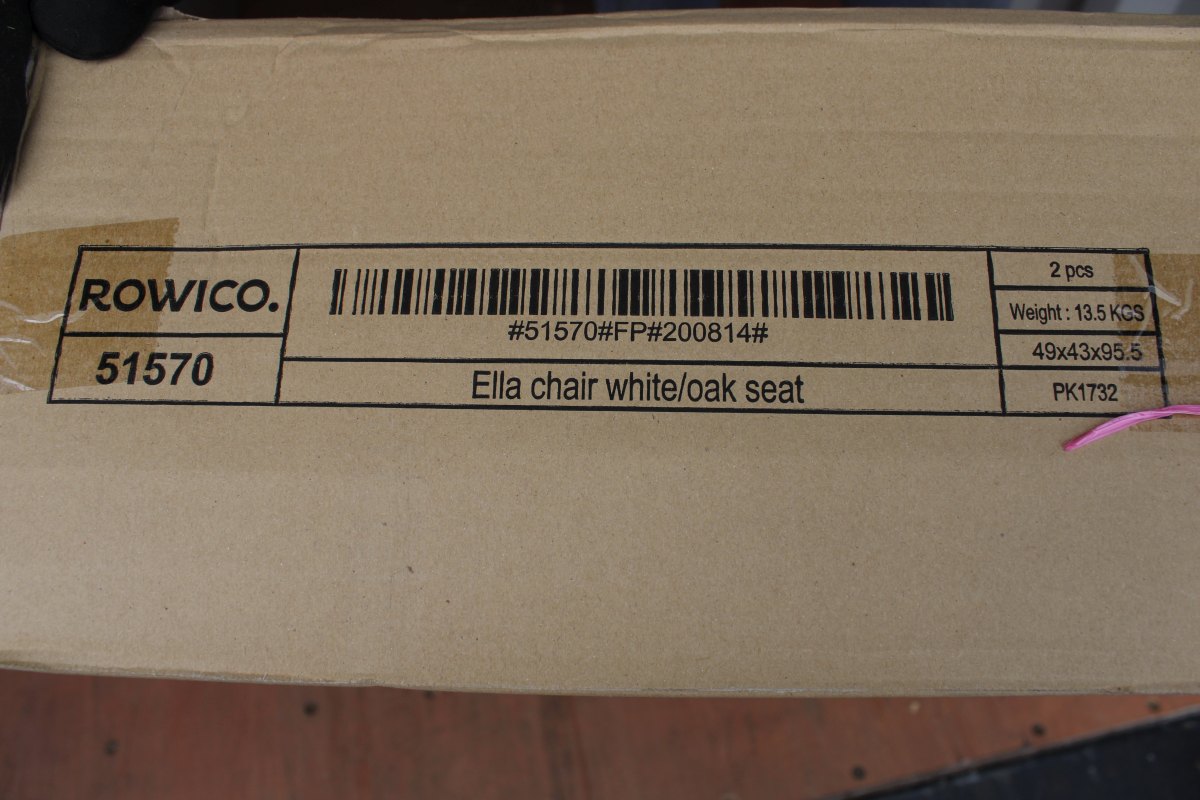 ROWICO.
51570
#51570#FP#200814#
Ella chair white/oak seat
2 pcs
Weight : 13.5 KGS
49x43x95.5
PK1732